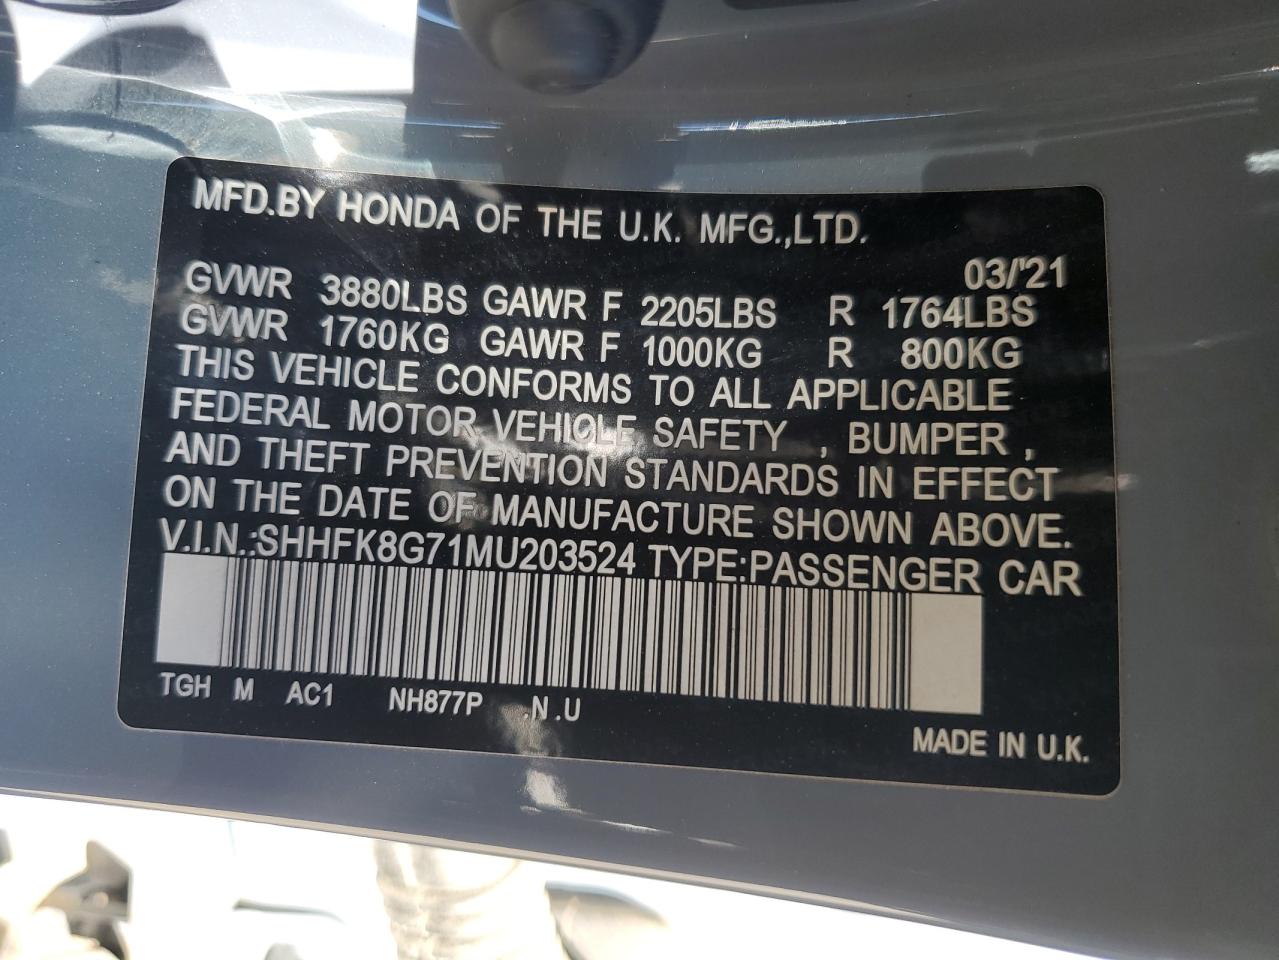 MFD.BY HONDA OF THE U.K. MFG.,LTD.
03/'21
GVWR 3880LBS GAWR F 2205LBS R 1764LBS
GVWR 1760KG GAWR F 1000KG R 800KG
THIS VEHICLE CONFORMS TO ALL APPLICABLE
FEDERAL MOTOR VEHICLE SAFETY , BUMPER ,
AND THEFT PREVENTION STANDARDS IN EFFECT
ON THE DATE OF MANUFACTURE SHOWN ABOVE.
V.I.N.:SHHFK8G71MU203524 TYPE:PASSENGER CAR
TGH M AC1 NH877P .N .U
MADE IN U.K.